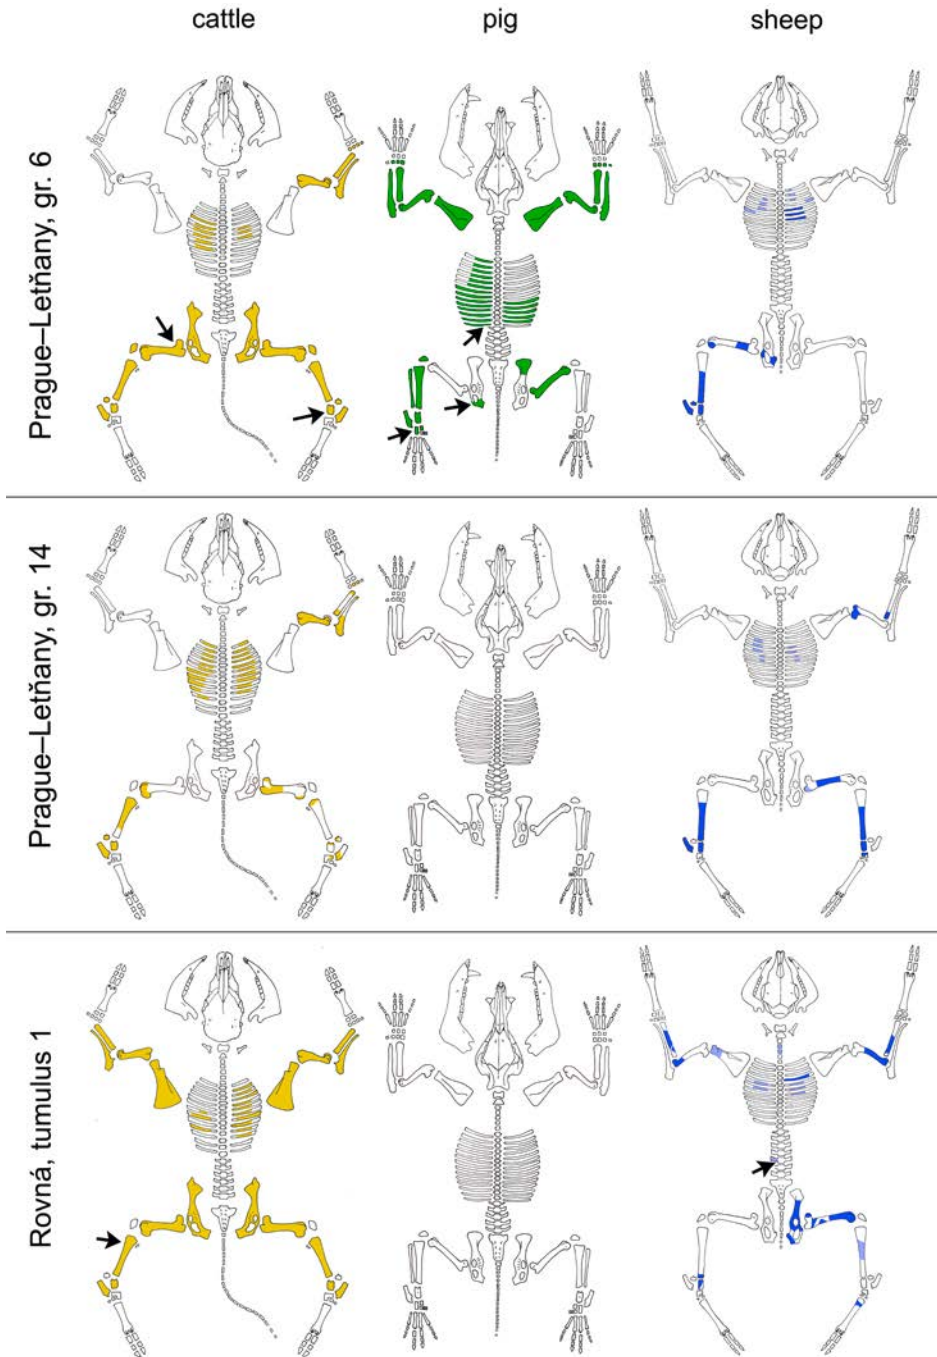 cattle
pig
sheep
Prague–Letňany, gr. 6
Prague–Letňany, gr. 14
Rovná, tumulus 1